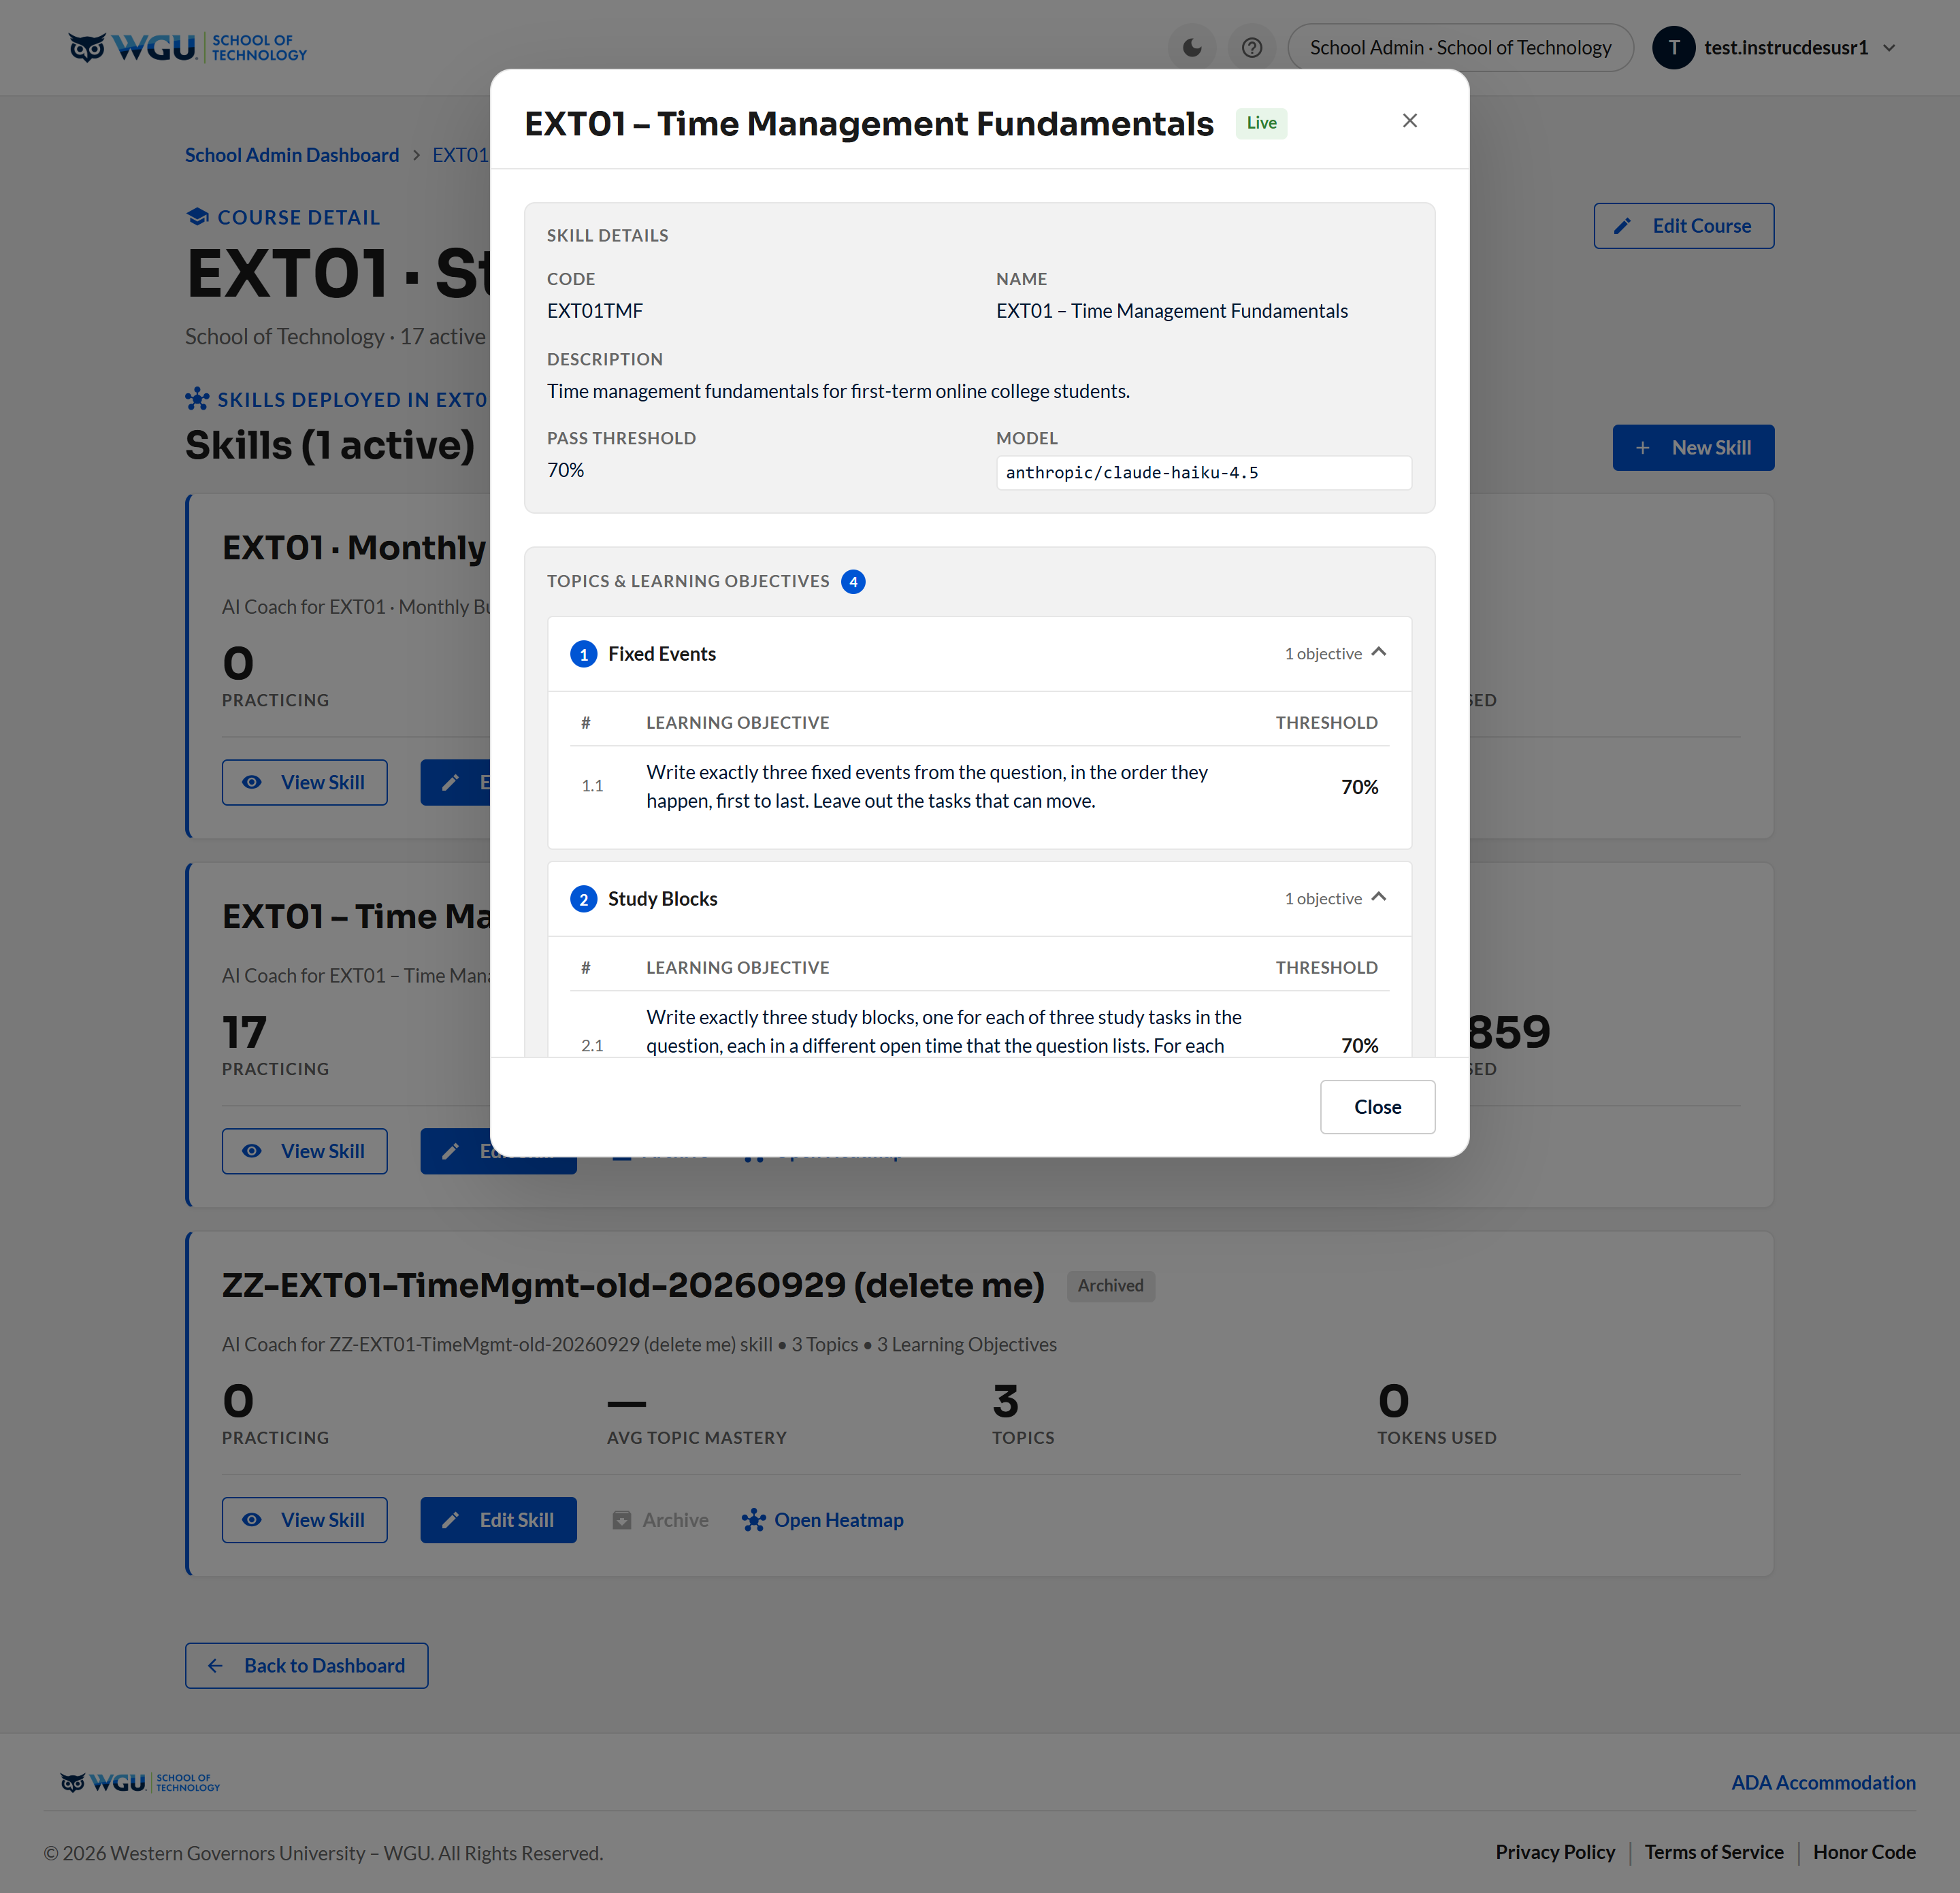 WGU SCHOOL OF TECHNOLOGY
School Admin · School of Technology
T test.instrucdesusr1
EXT01 – Time Management Fundamentals Live
School Admin Dashboard > EXT01
COURSE DETAIL
Edit Course
EXT01 · St
School of Technology · 17 active
SKILLS DEPLOYED IN EXT0
Skills (1 active)
New Skill
SKILL DETAILS
CODE NAME
EXT01TMF EXT01 – Time Management Fundamentals
DESCRIPTION
Time management fundamentals for first-term online college students.
PASS THRESHOLD MODEL
70% anthropic/claude-haiku-4.5
TOPICS & LEARNING OBJECTIVES 4
1 Fixed Events 1 objective
# LEARNING OBJECTIVE THRESHOLD
1.1 Write exactly three fixed events from the question, in the order they
happen, first to last. Leave out the tasks that can move.
70%
2 Study Blocks 1 objective
# LEARNING OBJECTIVE THRESHOLD
2.1 Write exactly three study blocks, one for each of three study tasks in the
question, each in a different open time that the question lists. For each
70%
Close
EXT01 · Monthly
AI Coach for EXT01 · Monthly Bu
0
PRACTICING
SED
View Skill
EXT01 – Time Ma
AI Coach for EXT01 – Time Mana
17
859
PRACTICING
SED
View Skill
ZZ-EXT01-TimeMgmt-old-20260929 (delete me) Archived
AI Coach for ZZ-EXT01-TimeMgmt-old-20260929 (delete me) skill • 3 Topics • 3 Learning Objectives
0 — 3 0
PRACTICING AVG TOPIC MASTERY TOPICS TOKENS USED
View Skill Edit Skill Archive Open Heatmap
Back to Dashboard
WGU SCHOOL OF TECHNOLOGY
ADA Accommodation
© 2026 Western Governors University – WGU. All Rights Reserved.
Privacy Policy | Terms of Service | Honor Code